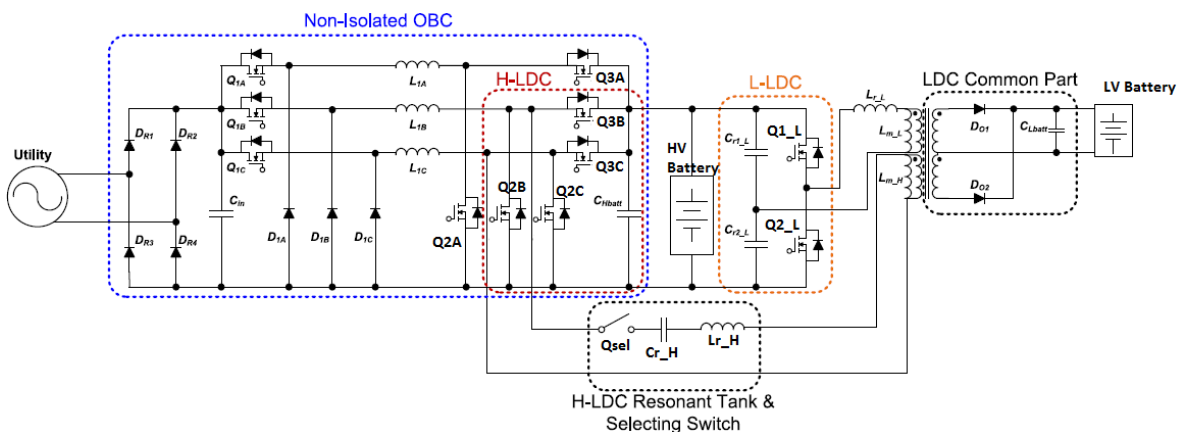 Non-Isolated OBC
Q1A
L1A
Q3A
H-LDC
L-LDC
LDC Common Part
LV Battery
Lr_L
DR1
DR2
Q1B
L1B
Q3B
Cr1_L
Q1_L
Lm_L
DO1
CLbatt
Utility
Q1C
L1C
Q3C
HV
Battery
Lm_H
DO2
Cin
Q2B
Q2C
CHbatt
Cr2_L
Q2_L
DR3
DR4
D1A
D1B
D1C
Q2A
Qsel
Cr_H
Lr_H
H-LDC Resonant Tank &
Selecting Switch